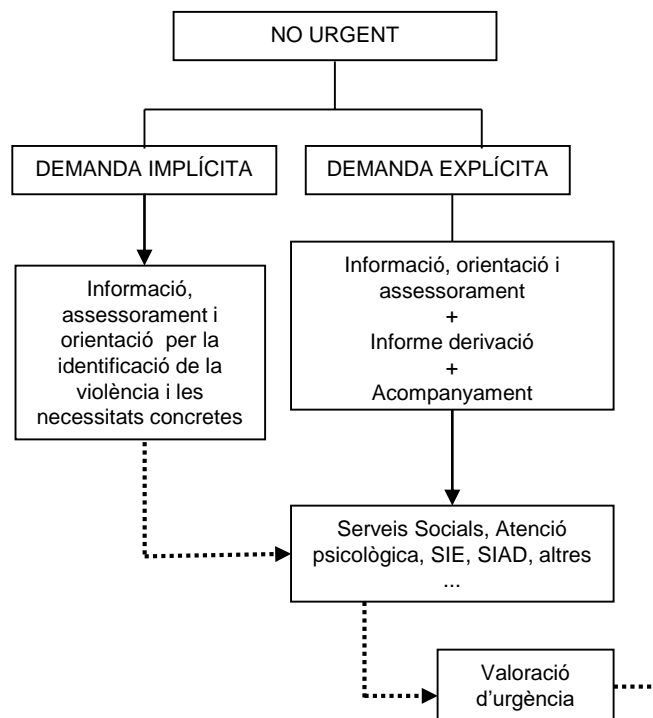 NO URGENT
DEMANDA IMPLÍCITA
DEMANDA EXPLÍCITA
Informació,
assessorament i
orientació per la
identificació de la
violència i les
necessitats concretes
Informació, orientació i
assessorament
+
Informe derivació
+
Acompanyament
Serveis Socials, Atenció
psicològica, SIE, SIAD, altres
...
Valoració
d’urgència